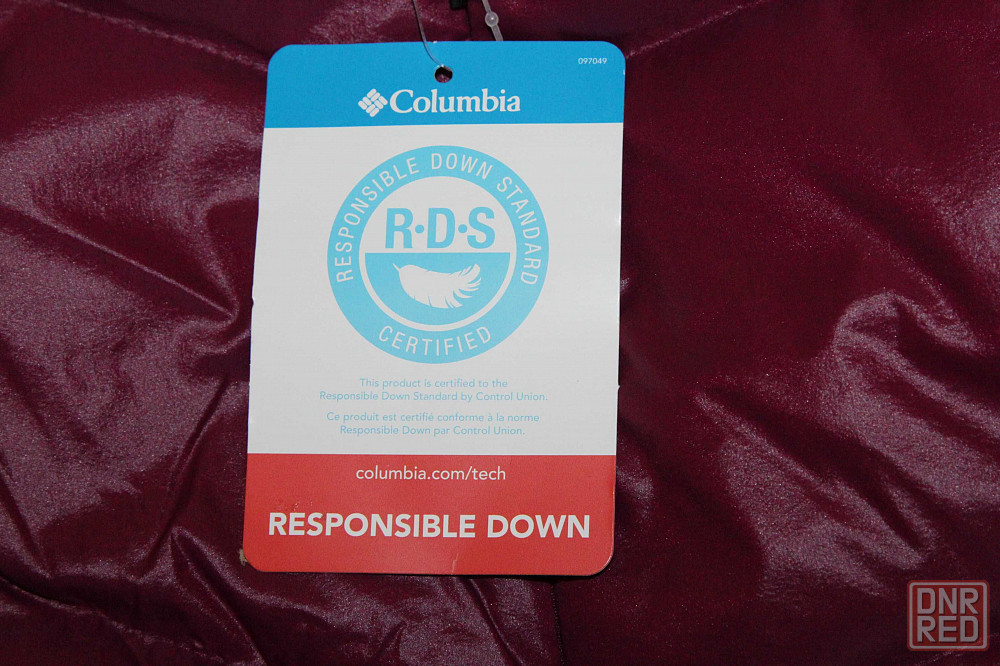 097049
Columbia
RESPONSIBLE DOWN STANDARD
R·D·S
CERTIFIED
This product is certified to the
Responsible Down Standard by Control Union.
Ce produit est certifié conforme à la norme
Responsible Down par Control Union.
columbia.com/tech
RESPONSIBLE DOWN
DNR
RED